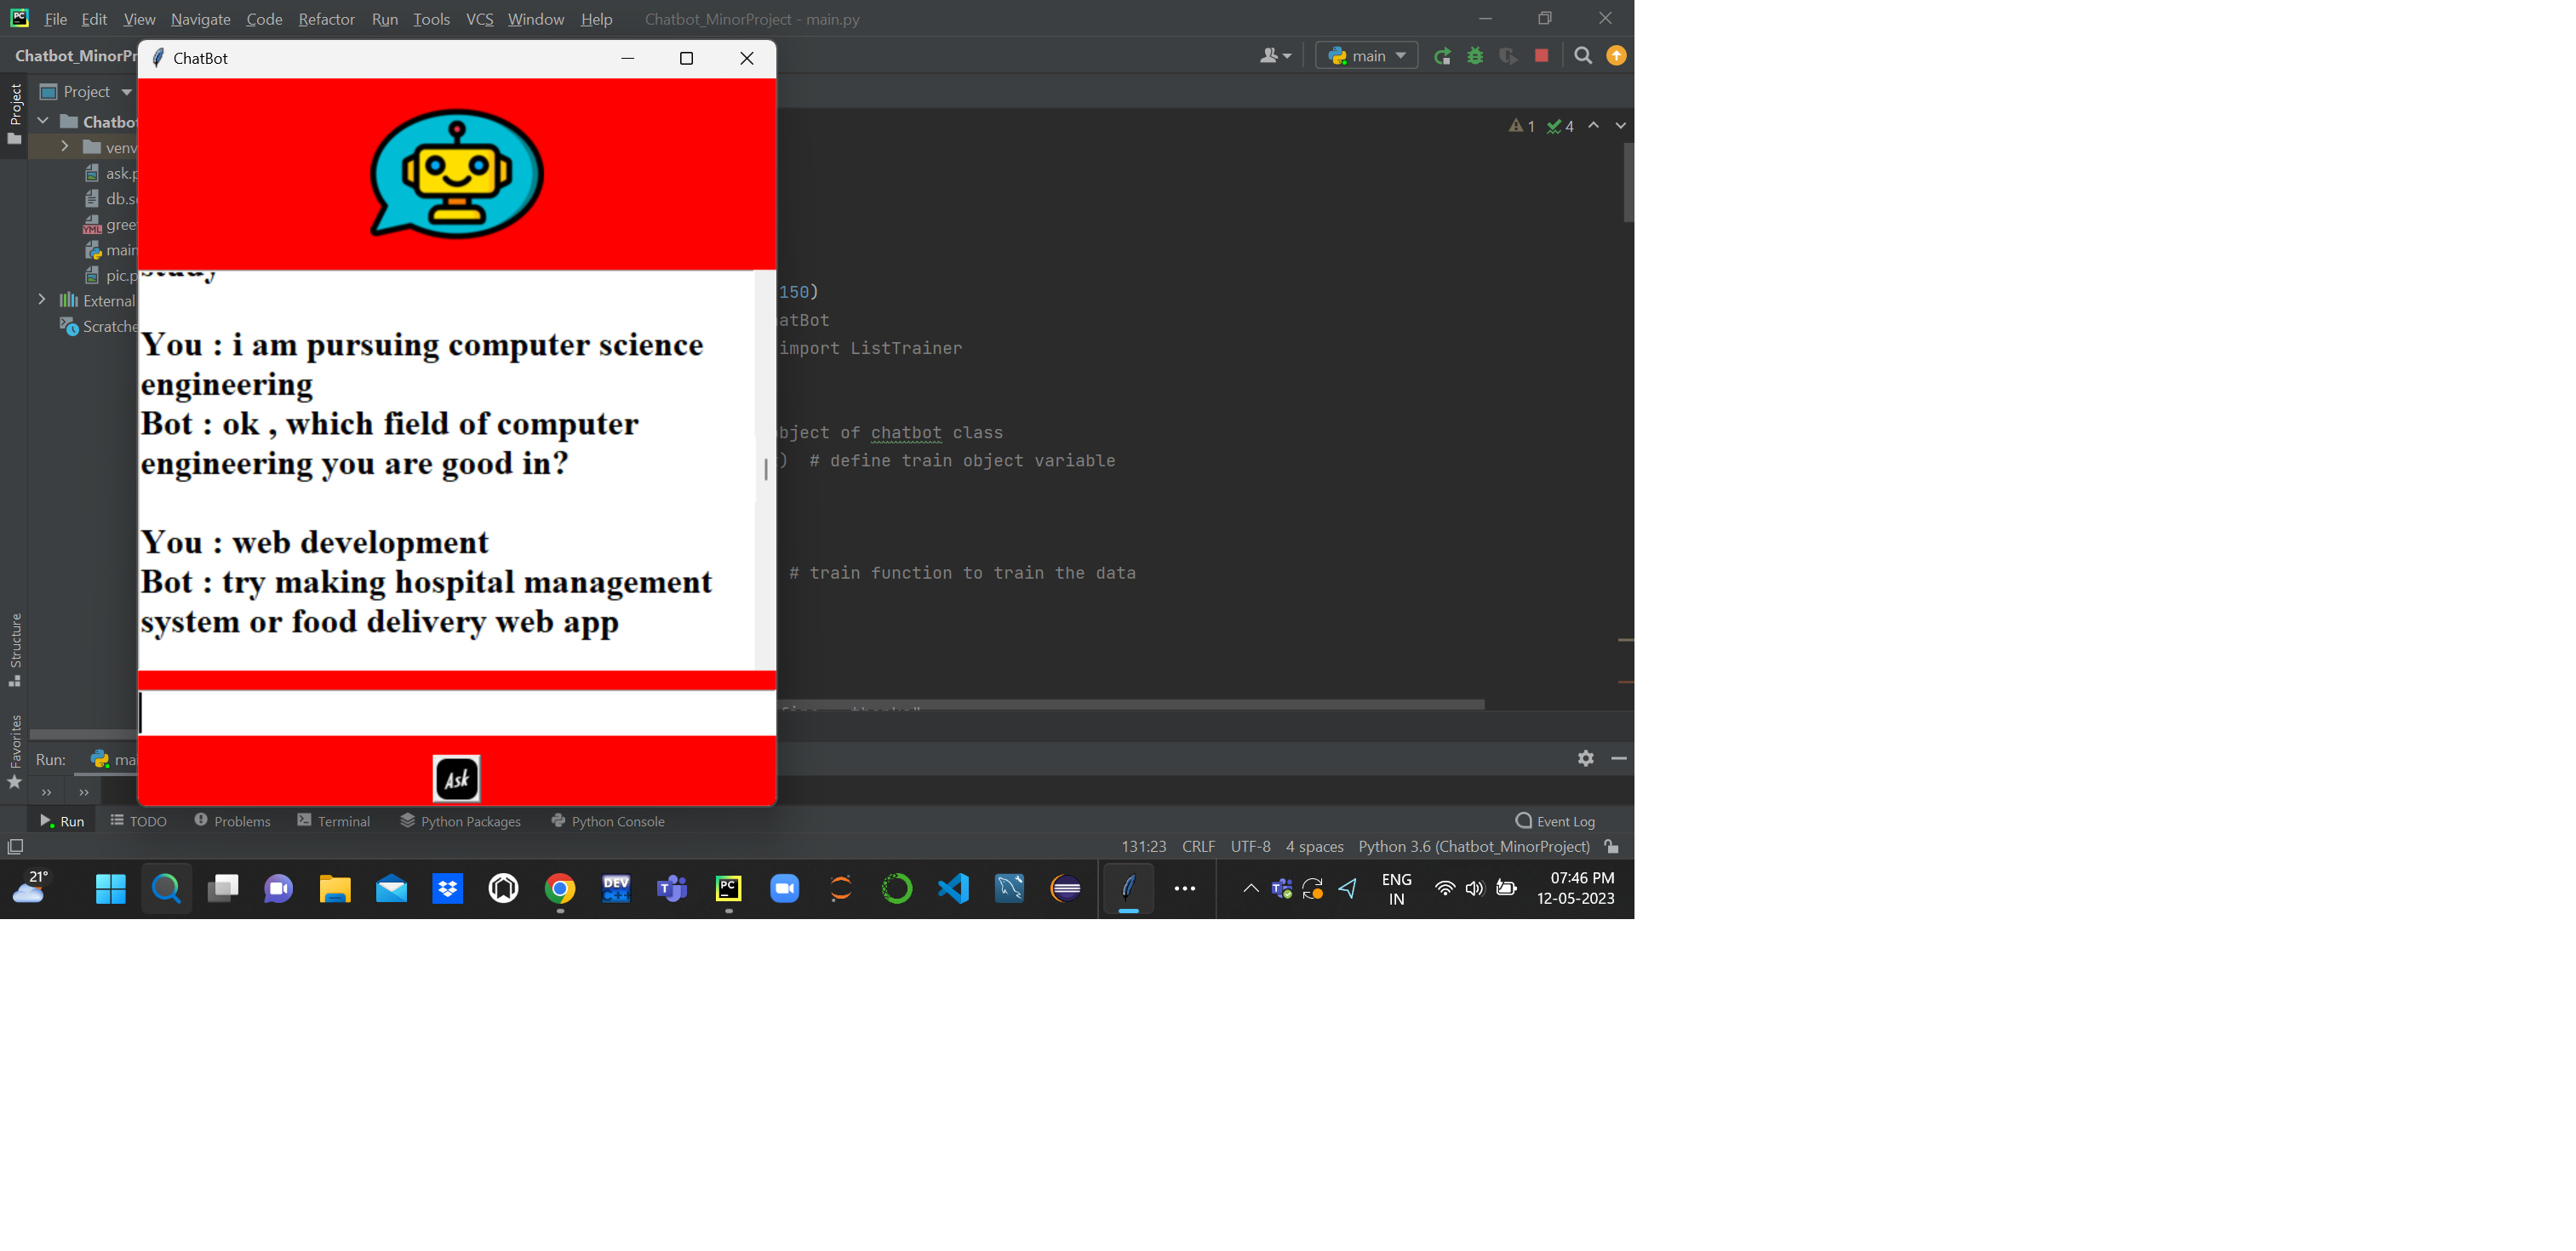 File Edit View Navigate Code Refactor Run Tools VCS Window Help Chatbot_MinorProject - main.py
Chatbot_MinorPr
ChatBot
main
Project
Project
Chatbot
venv
ask.p
db.s
gree
main
pic.p
External
Scratche
1 4
study
You : i am pursuing computer science
engineering
Bot : ok , which field of computer
engineering you are good in?
You : web development
Bot : try making hospital management
system or food delivery web app
Ask
150)
atBot
import ListTrainer
bject of chatbot class
) # define train object variable
# train function to train the data
Structure
Favorites
Run: mai
Run TODO Problems Terminal Python Packages Python Console Event Log
131:23 CRLF UTF-8 4 spaces Python 3.6 (Chatbot_MinorProject)
21°
DEV
C++
PC
ENG
IN
07:46 PM
12-05-2023